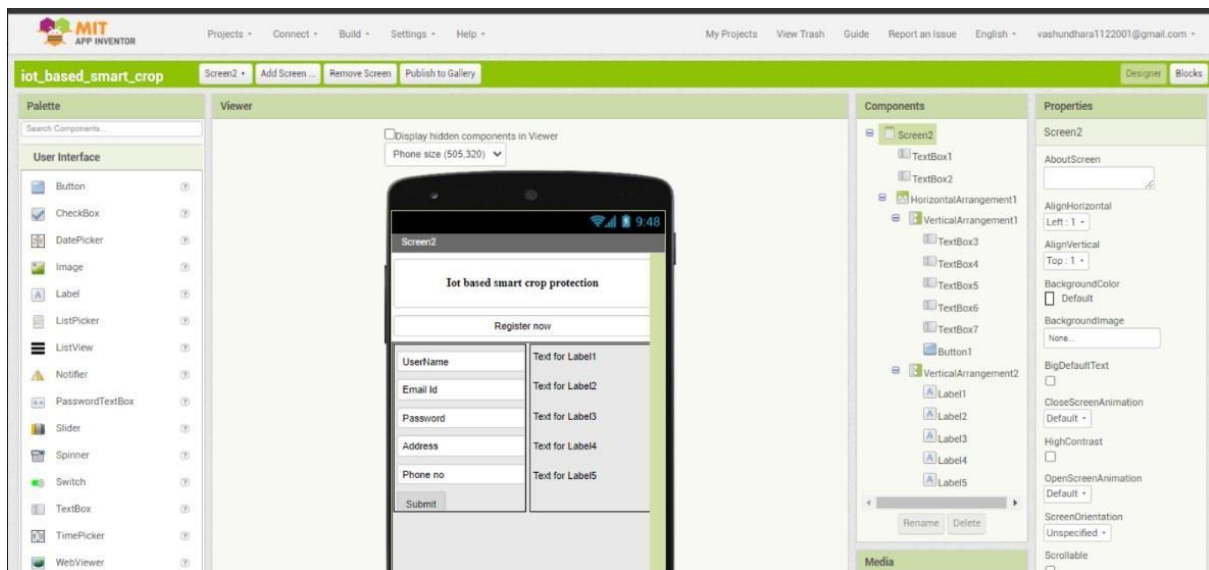 MIT
APP INVENTOR
Projects Connect Build Settings Help My Projects View Trash Guide Report an Issue English vashundhara1122001@gmail.com
iot_based_smart_crop Screen2 Add Screen ... Remove Screen Publish to Gallery Designer Blocks
Palette
Search Components...
User Interface
Button
CheckBox
DatePicker
Image
Label
ListPicker
ListView
Notifier
PasswordTextBox
Slider
Spinner
Switch
TextBox
TimePicker
WebViewer
Viewer
Display hidden components in Viewer
Phone size (505,320)
9:48
Screen2
Iot based smart crop protection
Register now
UserName Text for Label1
Email Id Text for Label2
Password Text for Label3
Address Text for Label4
Phone no Text for Label5
Submit
Components
Screen2
TextBox1
TextBox2
HorizontalArrangement1
VerticalArrangement1
TextBox3
TextBox4
TextBox5
TextBox6
TextBox7
Button1
VerticalArrangement2
Label1
Label2
Label3
Label4
Label5
Rename Delete
Media
Properties
Screen2
AboutScreen
AlignHorizontal
Left : 1
AlignVertical
Top : 1
BackgroundColor
Default
BackgroundImage
None...
BigDefaultText
CloseScreenAnimation
Default
HighContrast
OpenScreenAnimation
Default
ScreenOrientation
Unspecified
Scrollable